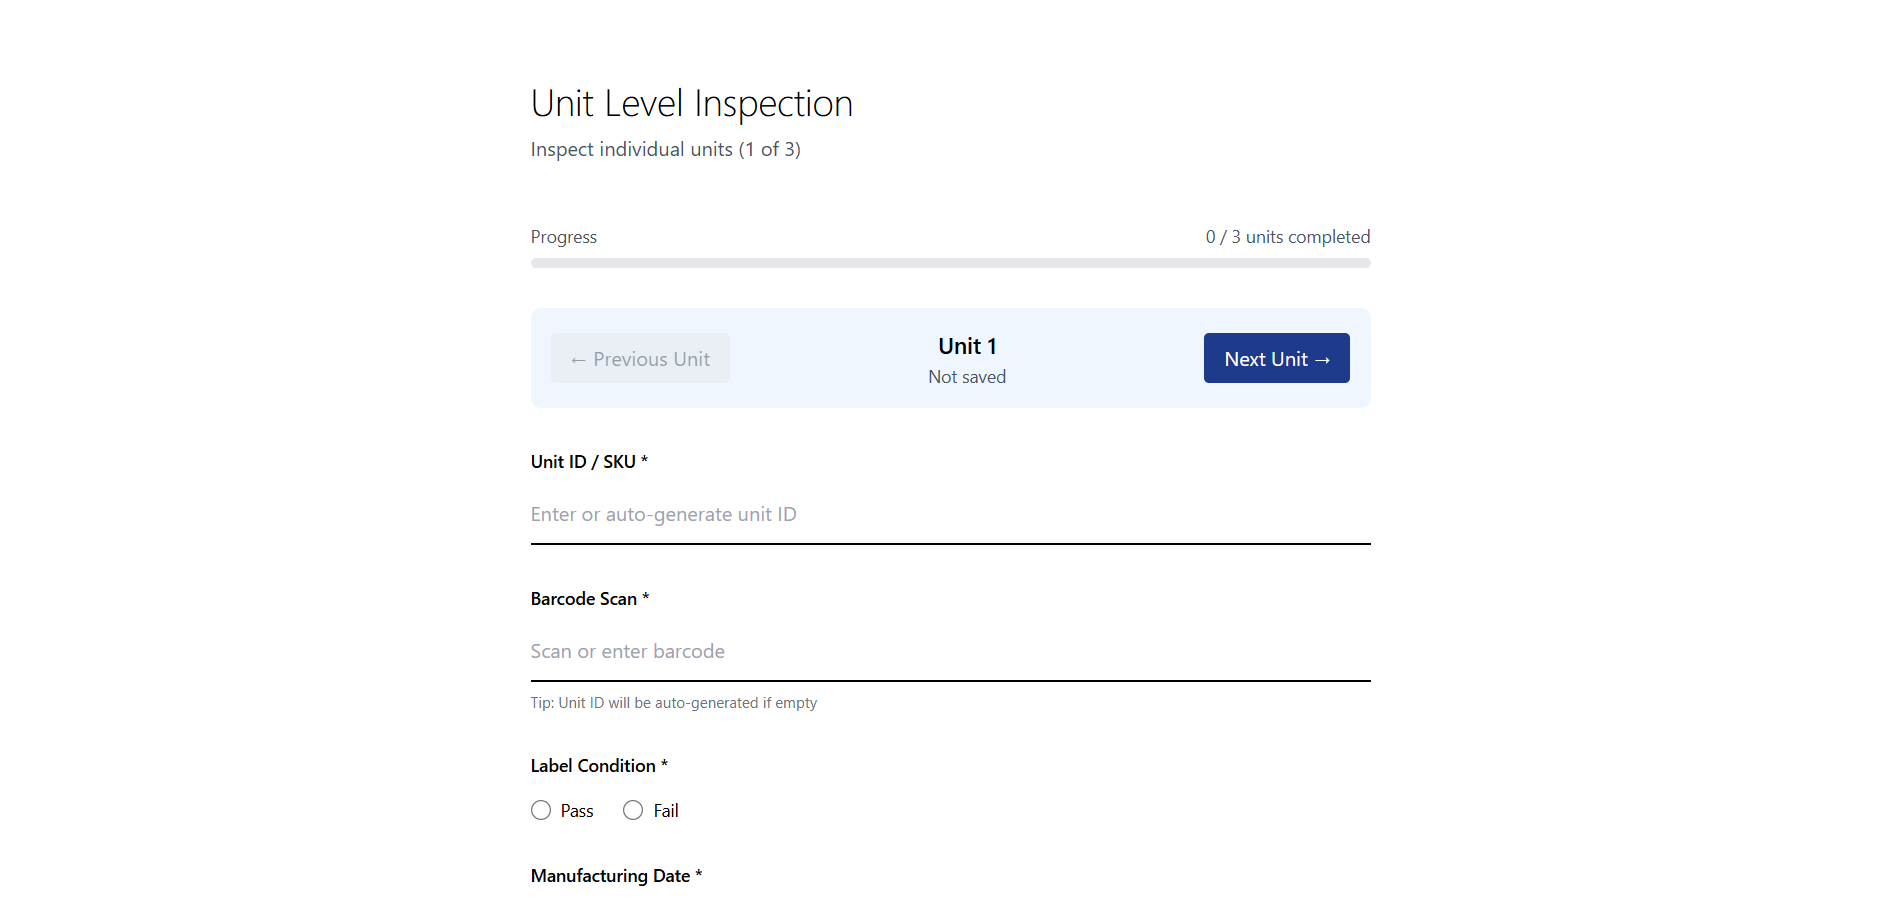 Unit Level Inspection
Inspect individual units (1 of 3)
Progress
0 / 3 units completed
← Previous Unit
Unit 1
Not saved
Next Unit →
Unit ID / SKU *
Enter or auto-generate unit ID
Barcode Scan *
Scan or enter barcode
Tip: Unit ID will be auto-generated if empty
Label Condition *
Pass
Fail
Manufacturing Date *